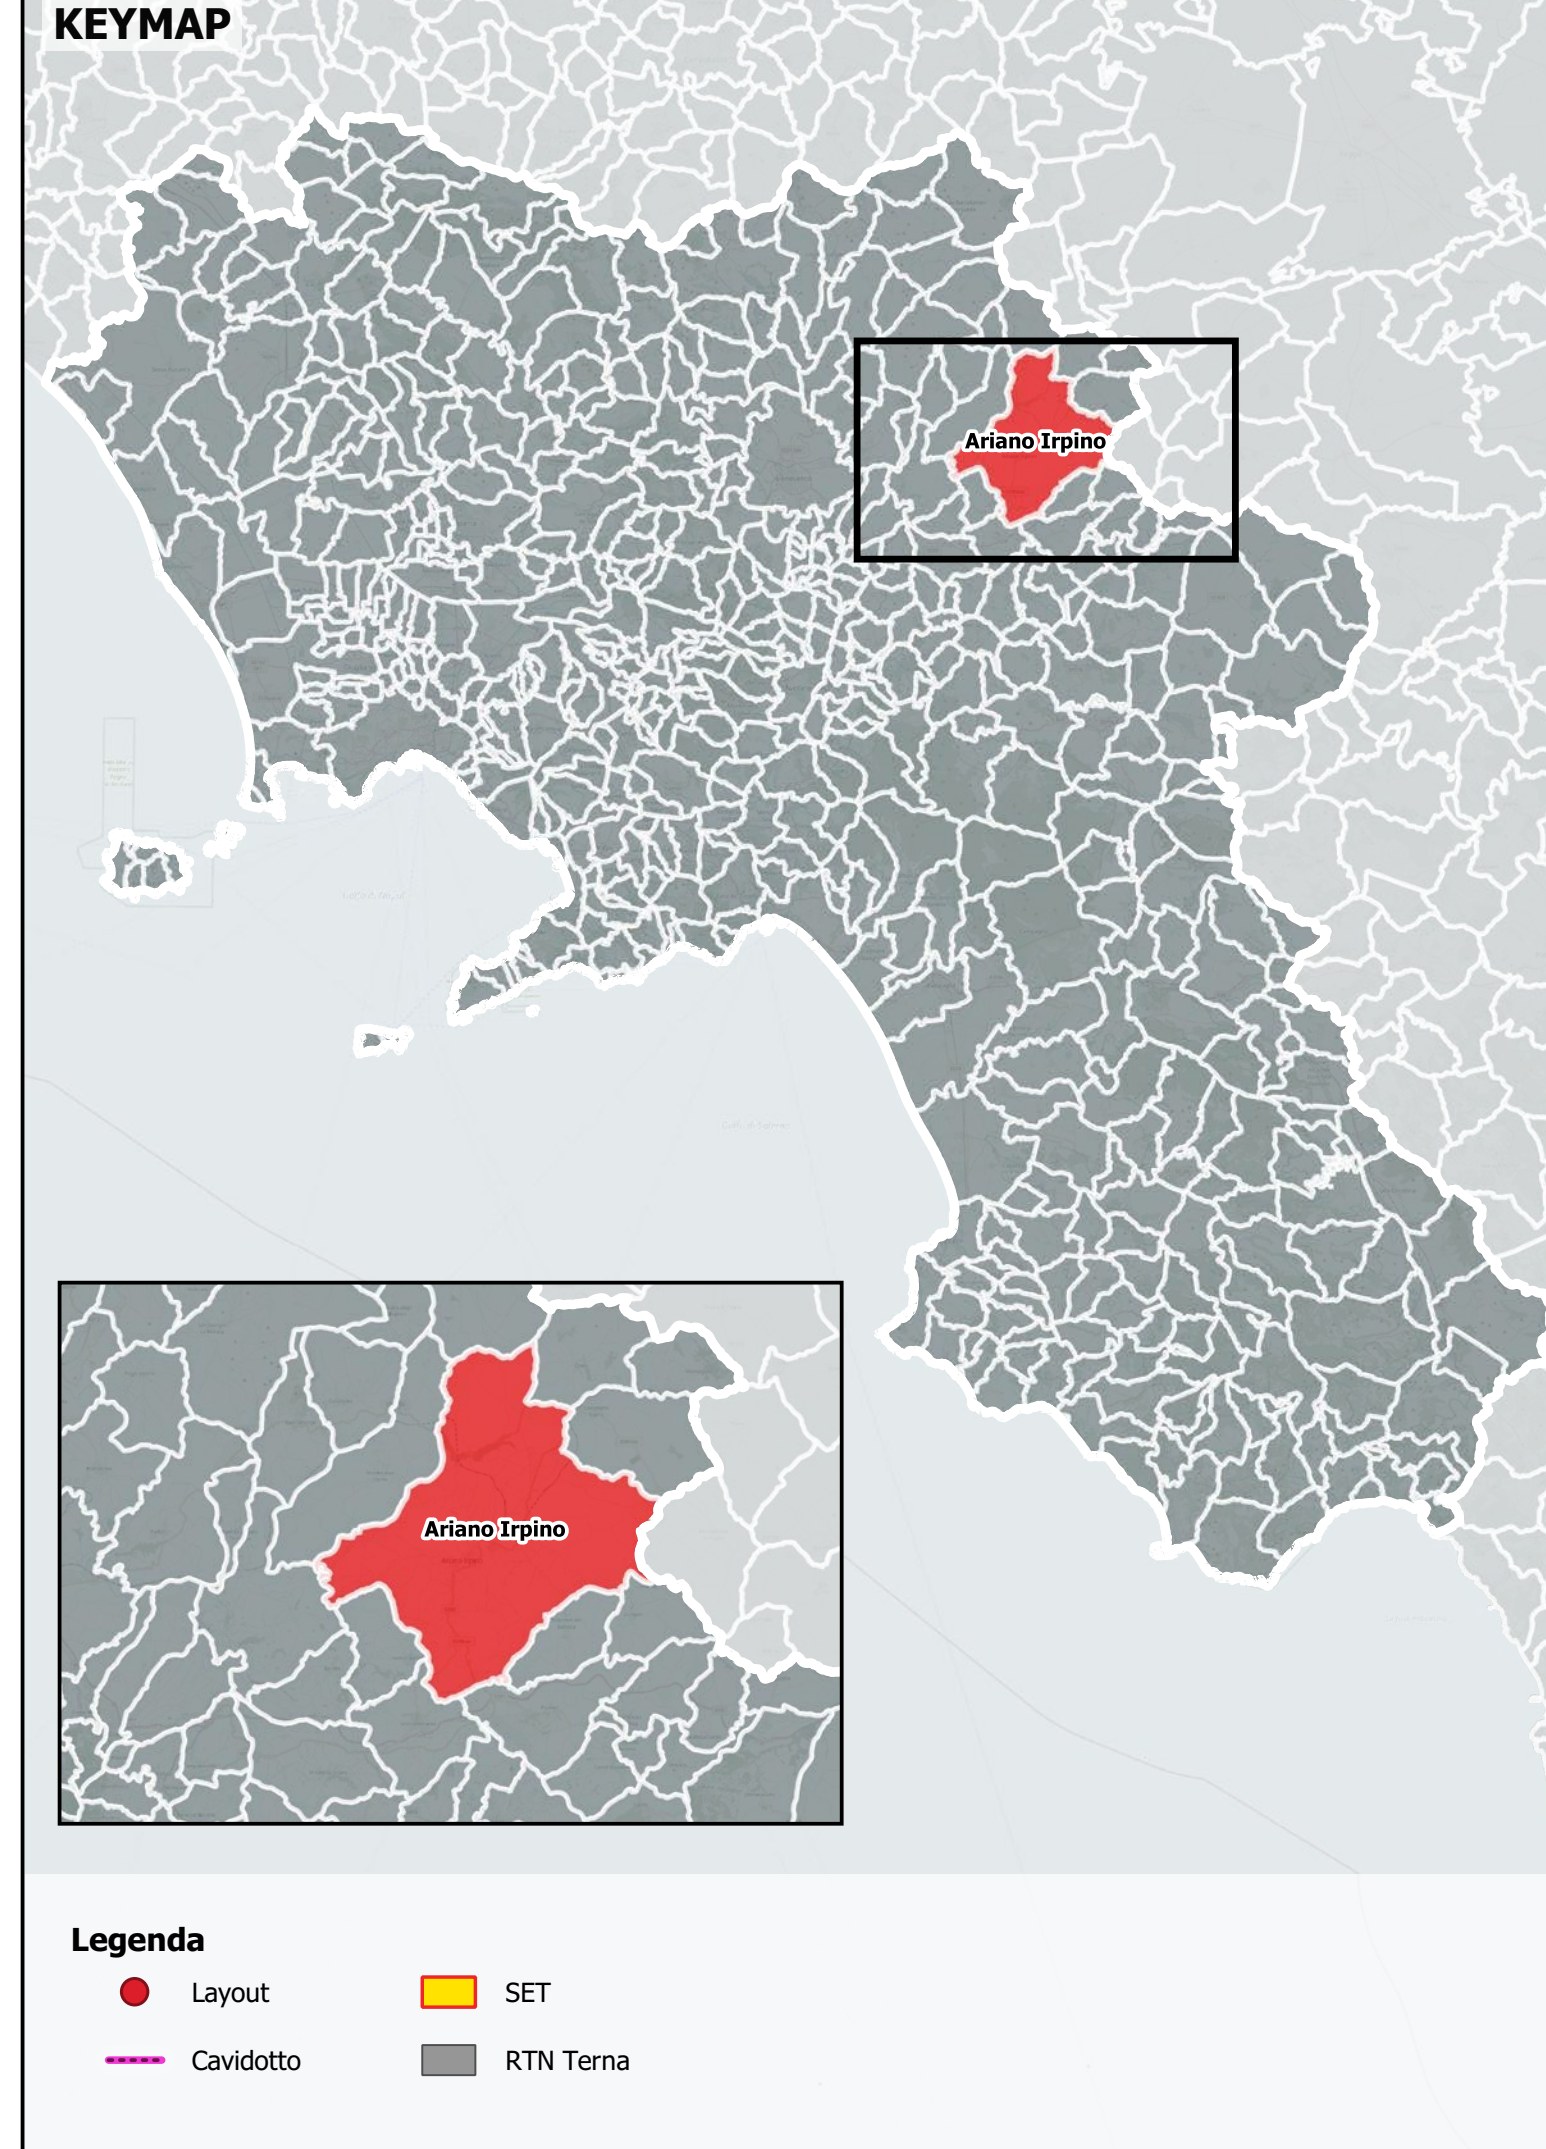 KEYMAP
Ariano Irpino
Ariano Irpino
Legenda
Layout
SET
Cavidotto
RTN Terna